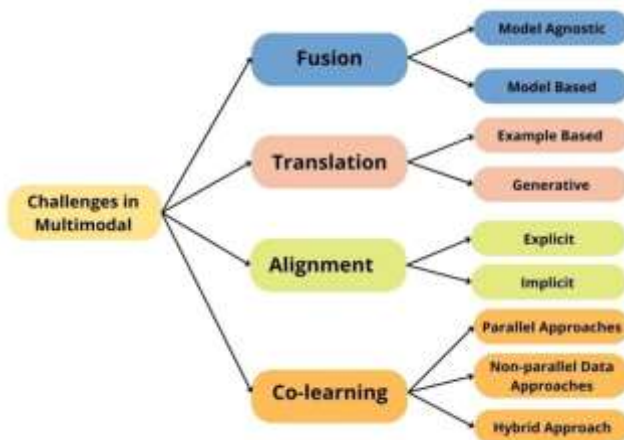 Challenges in
Multimodal
Fusion
Model Agnostic
Model Based
Translation
Example Based
Generative
Alignment
Explicit
Implicit
Co-learning
Parallel Approaches
Non-parallel Data
Approaches
Hybrid Approach